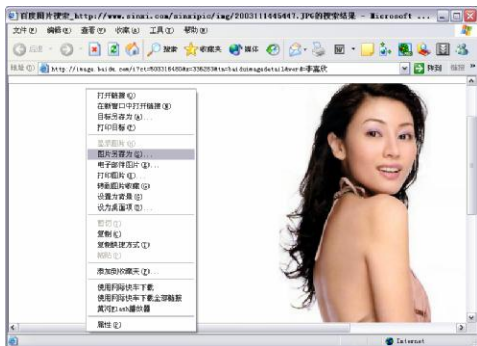 百度图片搜索_http://www.sinxi.com/sinxipic/img/2003111445447.JPG的搜索结果 - Microsoft ...
文件(F) 编辑(E) 查看(V) 收藏(A) 工具(T) 帮助(H)
后退 搜索 收藏夹 媒体
地址(D) 转到 链接
打开链接(O)
在新窗口中打开链接(N)
目标另存为(A)...
打印目标(P)
显示图片(H)
图片另存为(S)...
电子邮件图片(E)...
打印图片(I)...
转到图片收藏(G)
设置为背景(G)
设为桌面项(D)...
剪切(T)
复制(C)
复制快捷方式(T)
粘贴(P)
添加到收藏夹(F)...
使用网际快车下载
使用网际快车下载全部链接
属性(P)
Internet